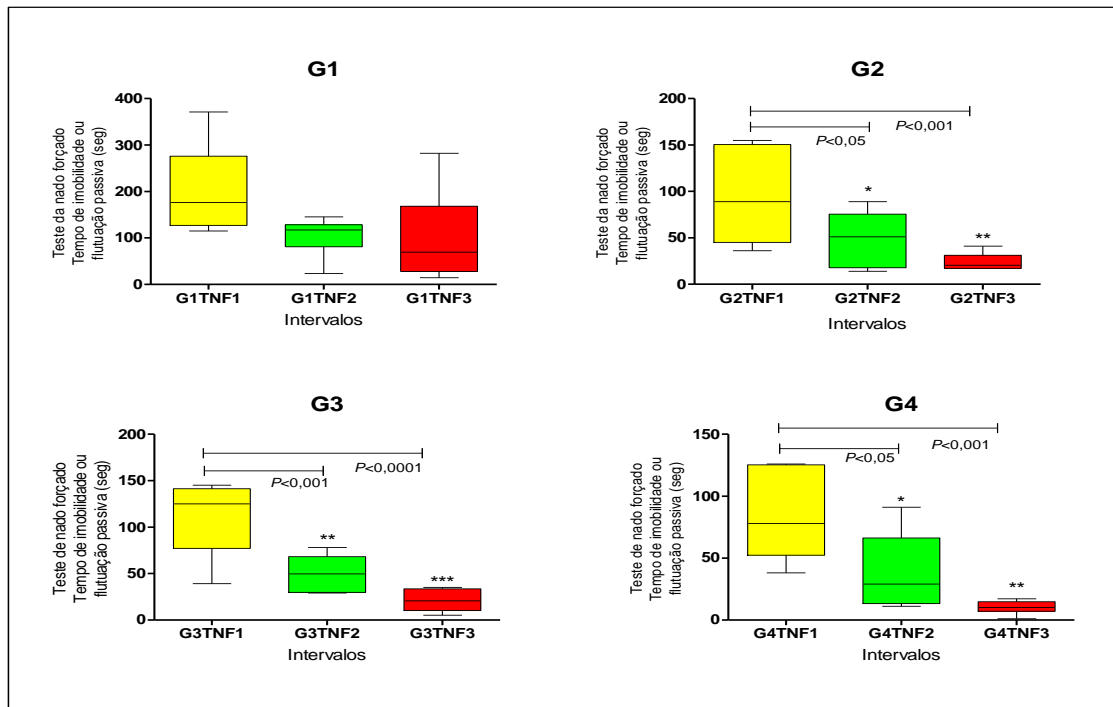 G1
Teste da nado forçado
Tempo de imobilidade ou
flutuação passiva (seg)
400
300
200
100
0
G1TNF1 G1TNF2 G1TNF3
Intervalos
G2
Teste da nado forçado
Tempo de imobilidade ou
flutuação passiva (seg)
200
150
100
50
0
P<0,001
P<0,05
*
**
G2TNF1 G2TNF2 G2TNF3
Intervalos
G3
Teste de nado forçado
Tempo de imobilidade ou
flutuação passiva (seg)
200
150
100
50
0
P<0,0001
P<0,001
**
***
G3TNF1 G3TNF2 G3TNF3
Intervalos
G4
Teste de nado forçado
Tempo de imobilidade ou
flutuação passiva (seg)
150
100
50
0
P<0,001
P<0,05
*
**
G4TNF1 G4TNF2 G4TNF3
Intervalos